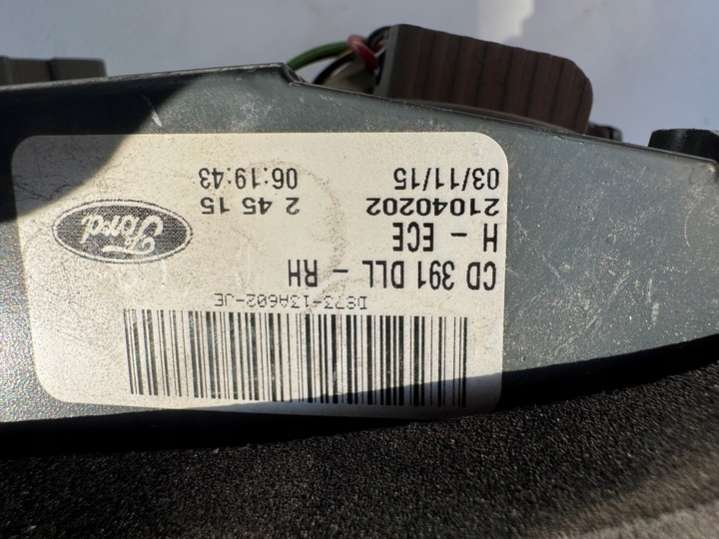 DS73-13A602-JE
CD 391 DLL - RH
H - ECE
21040202 2 45 15
03/11/15 06:19:43
Ford